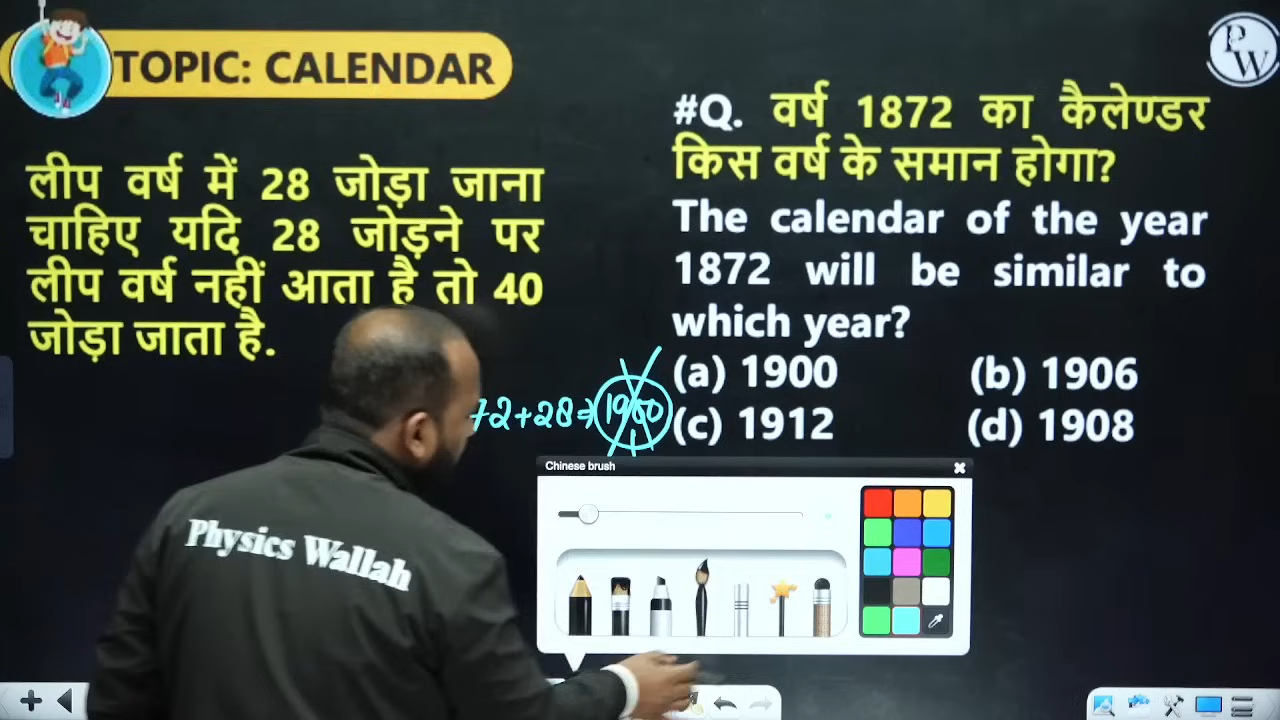 TOPIC: CALENDAR
PW
लीप वर्ष में 28 जोड़ा जाना
चाहिए यदि 28 जोड़ने पर
लीप वर्ष नहीं आता है तो 40
जोड़ा जाता है.
#Q. वर्ष 1872 का कैलेण्डर
किस वर्ष के समान होगा?
The calendar of the year
1872 will be similar to
which year?
(a) 1900 (b) 1906
(c) 1912 (d) 1908
72+28⇒ 1900
Chinese brush
Physics Wallah